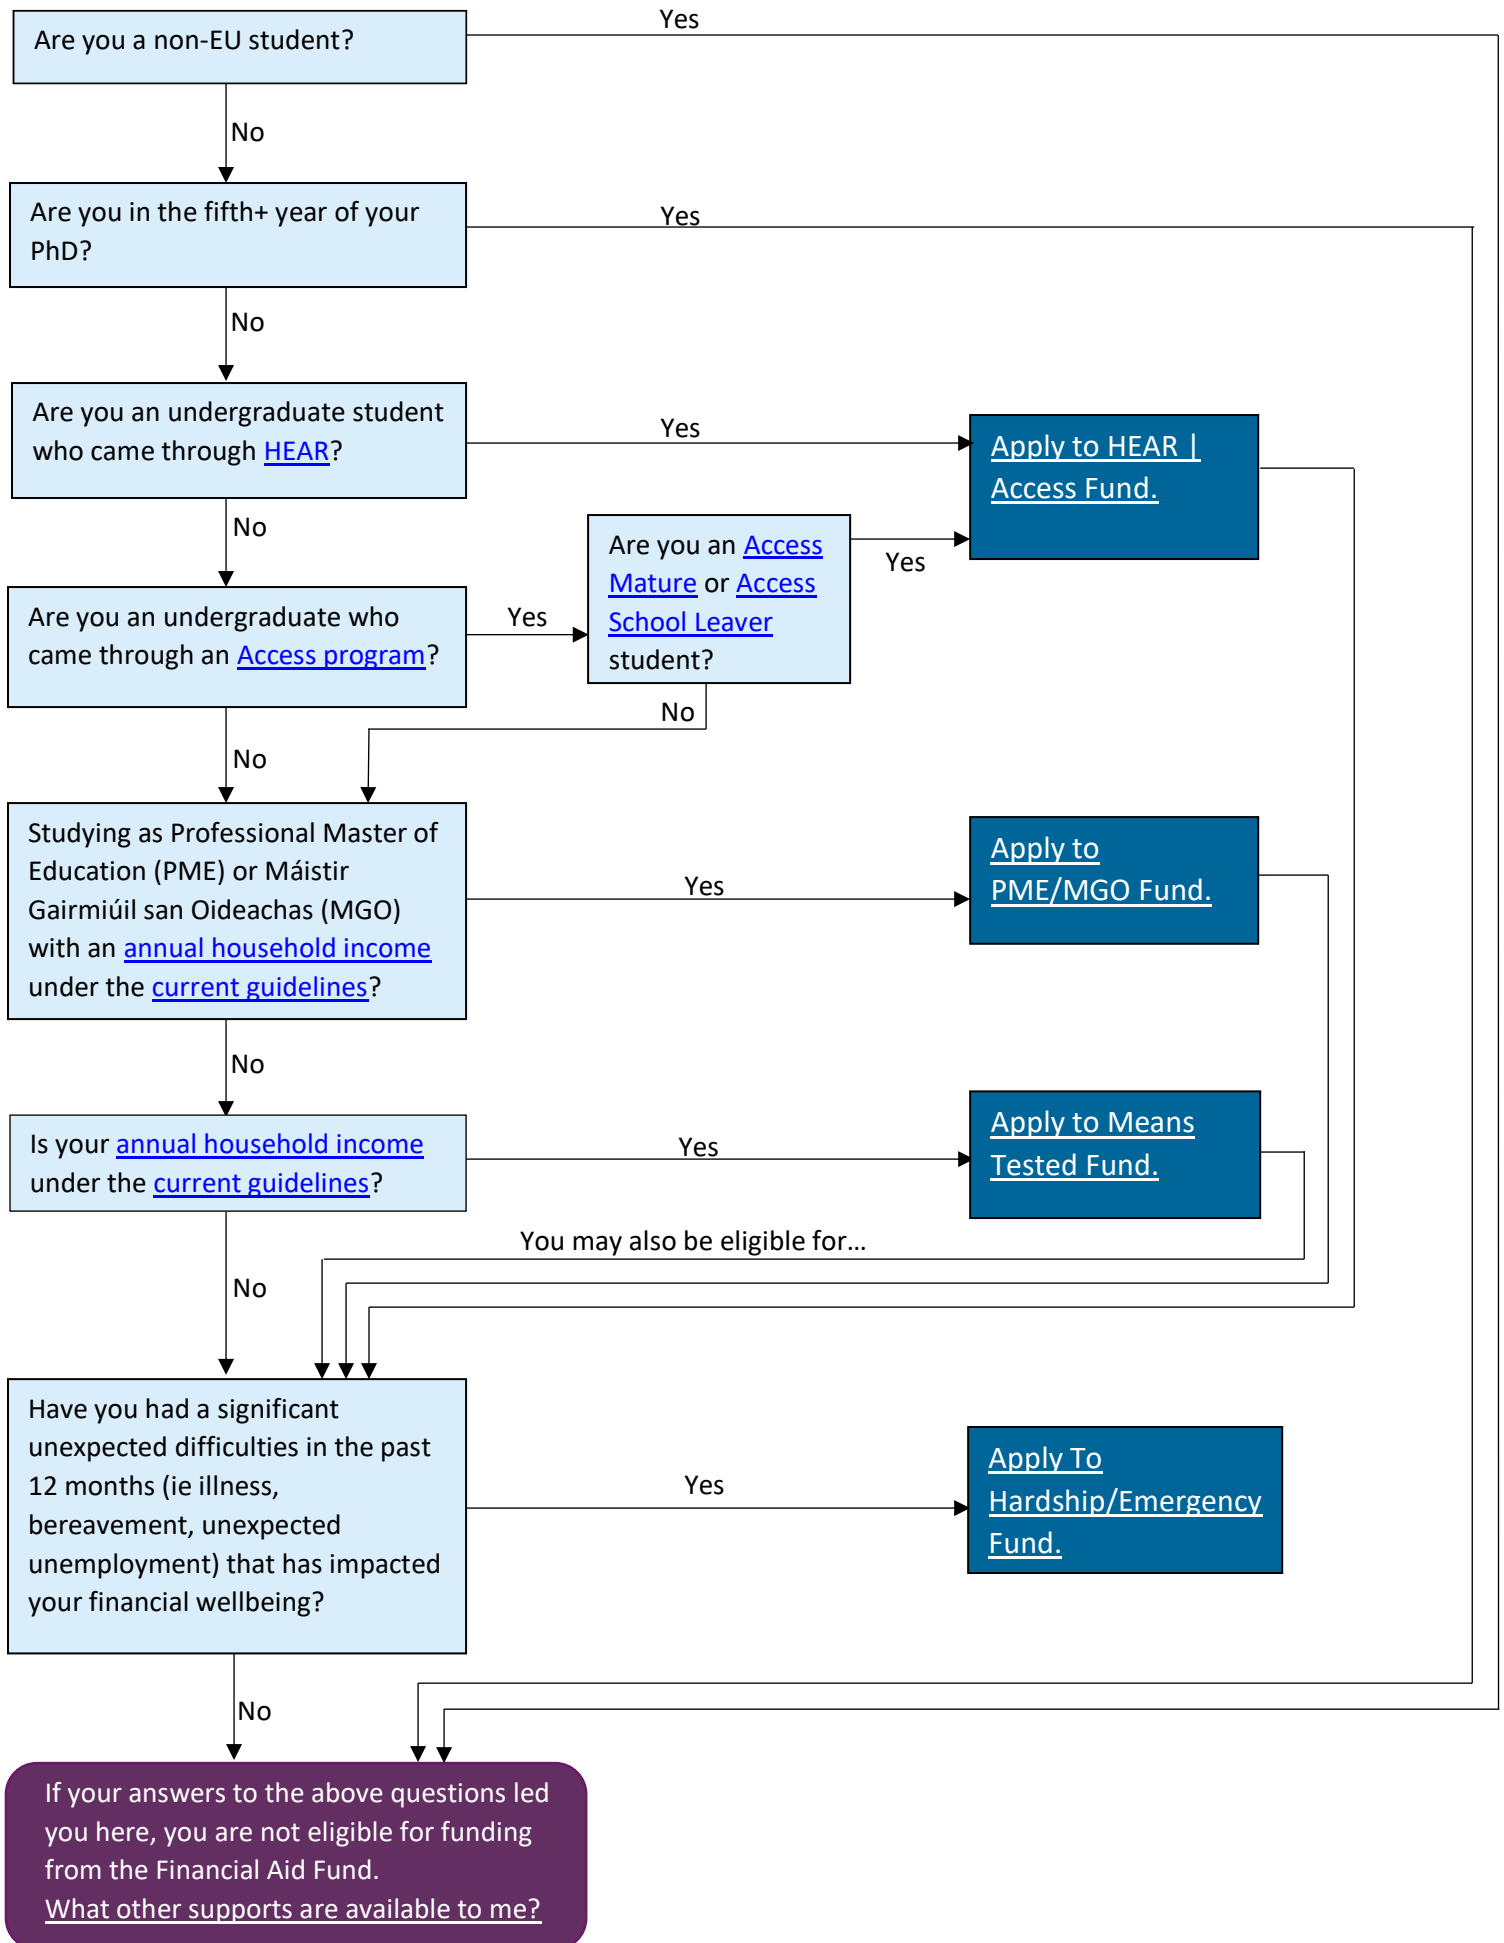 Are you a non-EU student?
Yes
No
Are you in the fifth+ year of your
PhD?
Yes
No
Are you an undergraduate student
who came through HEAR?
Yes
Apply to HEAR |
Access Fund.
No
Are you an undergraduate who
came through an Access program?
Yes
Are you an Access
Mature or Access
School Leaver
student?
Yes
No
No
Studying as Professional Master of
Education (PME) or Máistir
Gairmiúil san Oideachas (MGO)
with an annual household income
under the current guidelines?
Yes
Apply to
PME/MGO Fund.
No
Is your annual household income
under the current guidelines?
Yes
Apply to Means
Tested Fund.
You may also be eligible for…
No
Have you had a significant
unexpected difficulties in the past
12 months (ie illness,
bereavement, unexpected
unemployment) that has impacted
your financial wellbeing?
Yes
Apply To
Hardship/Emergency
Fund.
No
If your answers to the above questions led
you here, you are not eligible for funding
from the Financial Aid Fund.
What other supports are available to me?